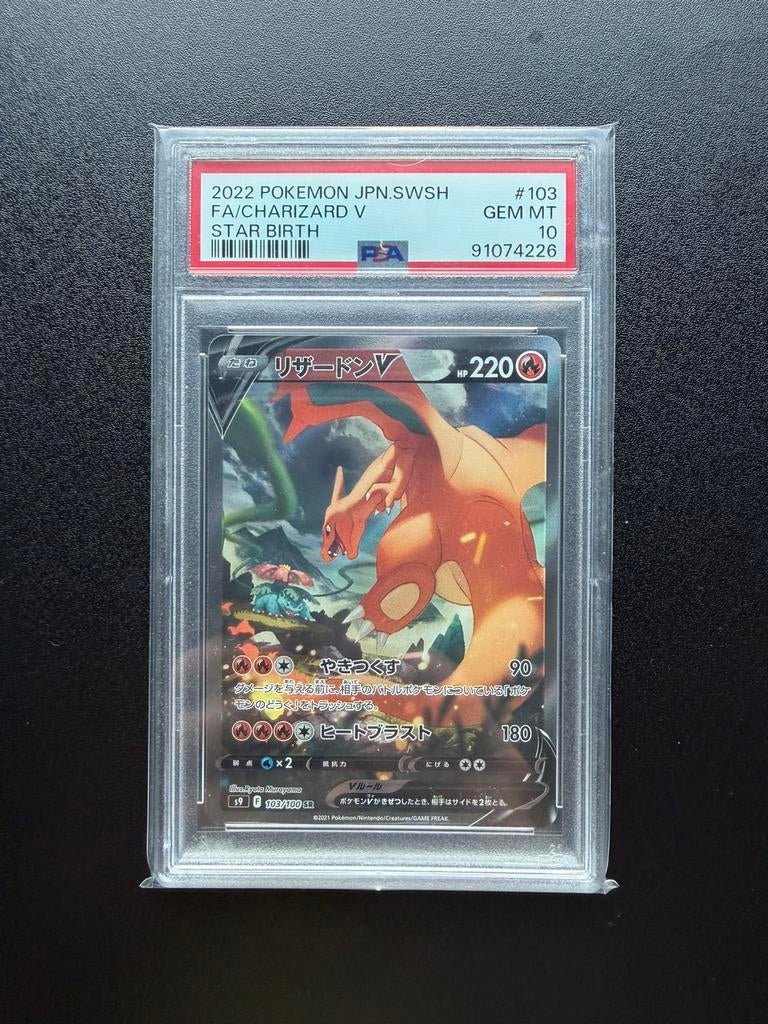 2022 POKEMON JPN.SWSH #103
FA/CHARIZARD V GEM MT
STAR BIRTH 10
PSA 91074226
たね リザードンV HP 220
やきつくす 90
ダメージを与える前に、相手のバトルポケモンについている「ポケ
モンのどうぐ」をトラッシュする。
ヒートブラスト 180
弱点 ×2 抵抗力 にげる
Vルール
Illus. Ryota Murayama
ポケモンVがきぜつしたとき、相手はサイドを2枚とる。
s9 F 103/100 SR
©2021 Pokémon/Nintendo/Creatures/GAME FREAK.